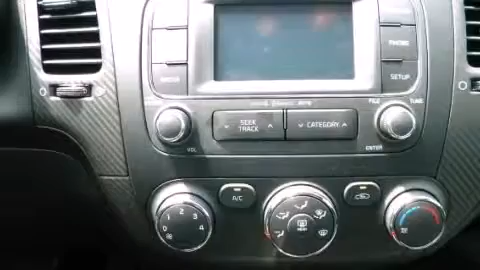 PHONE
SETUP
SEEK
TRACK
CATEGORY
FILE
TUNE
VOL
ENTER
A/C
0 1 2 3 4